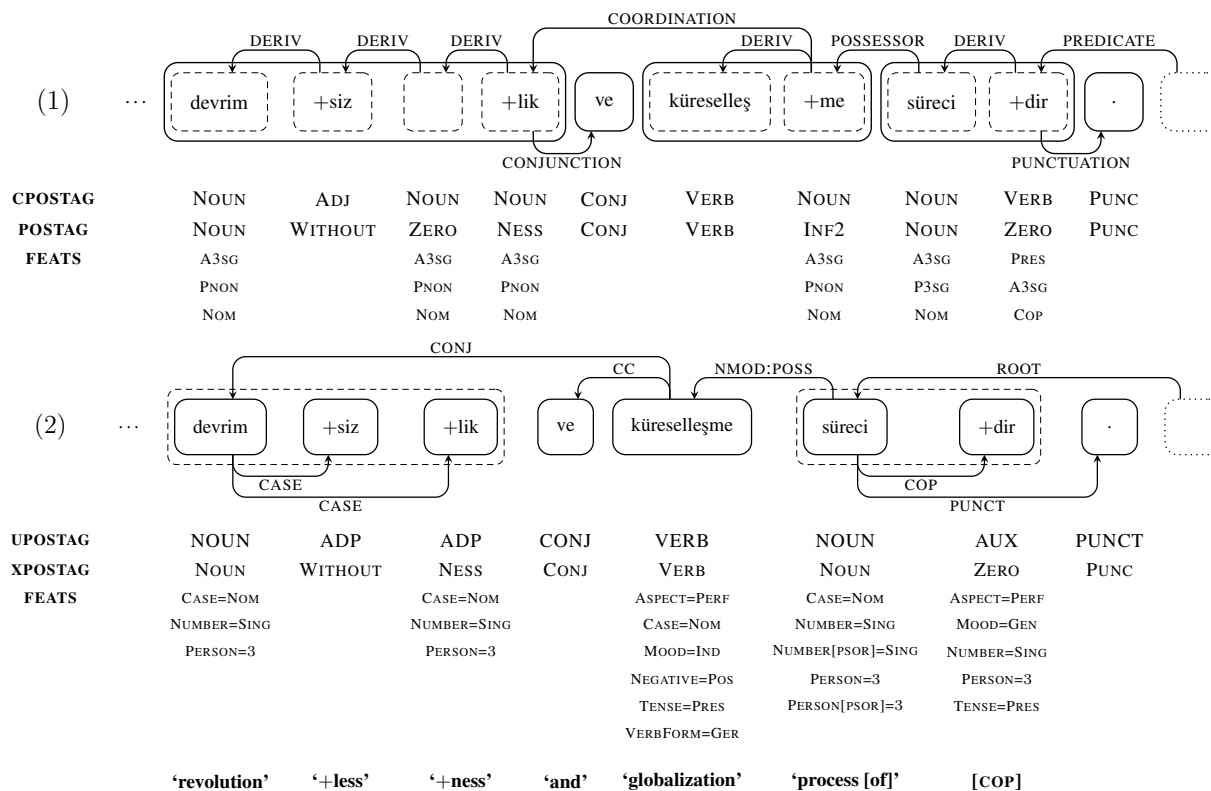 COORDINATION
DERIV DERIV DERIV DERIV POSSESSOR DERIV PREDICATE
(1) ... devrim +siz +lik ve küreselleş +me süreci +dir .
CONJUNCTION PUNCTUATION
CPOSTAG NOUN ADJ NOUN NOUN CONJ VERB NOUN NOUN VERB PUNC
POSTAG NOUN WITHOUT ZERO NESS CONJ VERB INF2 NOUN ZERO PUNC
FEATS A3SG A3SG A3SG A3SG A3SG PRES
PNON PNON PNON PNON P3SG A3SG
NOM NOM NOM NOM NOM COP
CONJ
CC NMOD:POSS ROOT
(2) ... devrim +siz +lik ve küreselleşme süreci +dir .
CASE COP
CASE PUNCT
UPOSTAG NOUN ADP ADP CONJ VERB NOUN AUX PUNCT
XPOSTAG NOUN WITHOUT NESS CONJ VERB NOUN ZERO PUNC
FEATS CASE=NOM CASE=NOM ASPECT=PERF CASE=NOM ASPECT=PERF
NUMBER=SING NUMBER=SING CASE=NOM NUMBER=SING MOOD=GEN
PERSON=3 PERSON=3 MOOD=IND NUMBER[PSOR]=SING NUMBER=SING
NEGATIVE=POS PERSON=3 PERSON=3
TENSE=PRES PERSON[PSOR]=3 TENSE=PRES
VERBFORM=GER
‘revolution’ ‘+less’ ‘+ness’ ‘and’ ‘globalization’ ‘process [of]’ [COP]